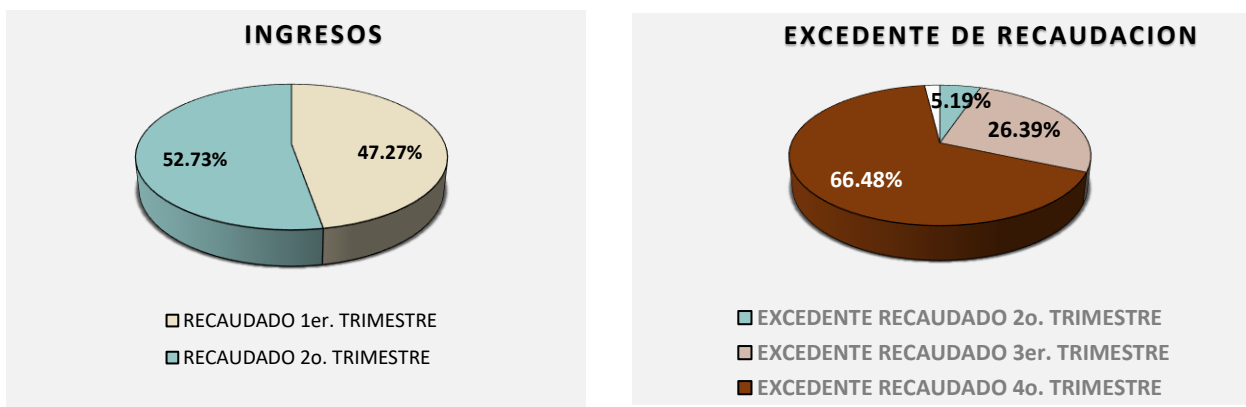 INGRESOS
52.73%
47.27%
RECAUDADO 1er. TRIMESTRE
RECAUDADO 2o. TRIMESTRE
EXCEDENTE DE RECAUDACION
5.19%
26.39%
66.48%
EXCEDENTE RECAUDADO 2o. TRIMESTRE
EXCEDENTE RECAUDADO 3er. TRIMESTRE
EXCEDENTE RECAUDADO 4o. TRIMESTRE